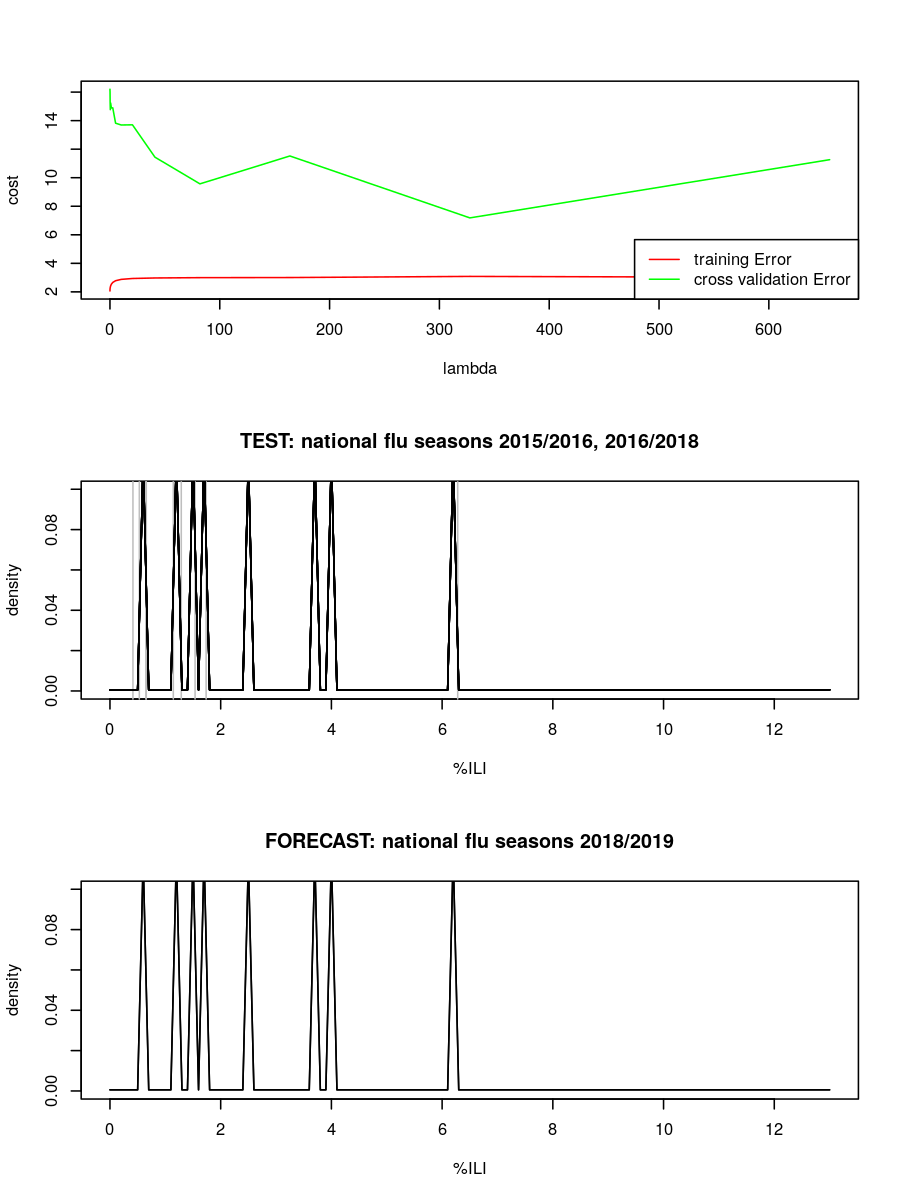 14
10
8
6
4
2
cost
training Error
cross validation Error
0 100 200 300 400 500 600
lambda
TEST: national flu seasons 2015/2016, 2016/2018
0.08
0.04
0.00
density
0 2 4 6 8 10 12
%ILI
FORECAST: national flu seasons 2018/2019
0.08
0.04
0.00
density
0 2 4 6 8 10 12
%ILI